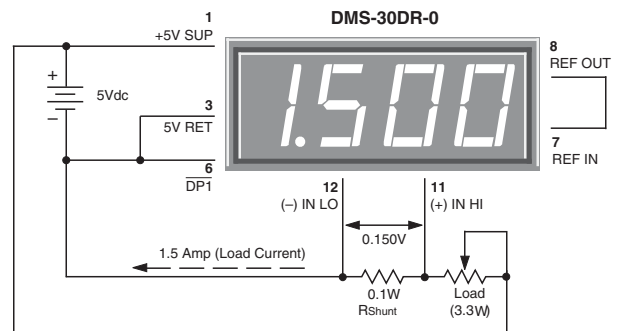 DMS-30DR-0
1
+5V SUP
8
REF OUT
+
5Vdc
–
1.500
3
5V RET
7
REF IN
6
DP1
12
(–) IN LO
11
(+) IN HI
0.150V
1.5 Amp (Load Current)
0.1W
RShunt
Load
(3.3W)